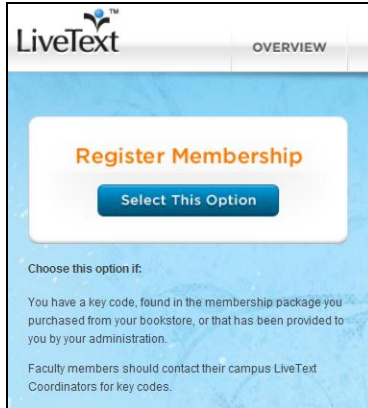 LiveText™
OVERVIEW
Register Membership
Select This Option
Choose this option if:
You have a key code, found in the membership package you
purchased from your bookstore, or that has been provided to
you by your administration.
Faculty members should contact their campus LiveText
Coordinators for key codes.